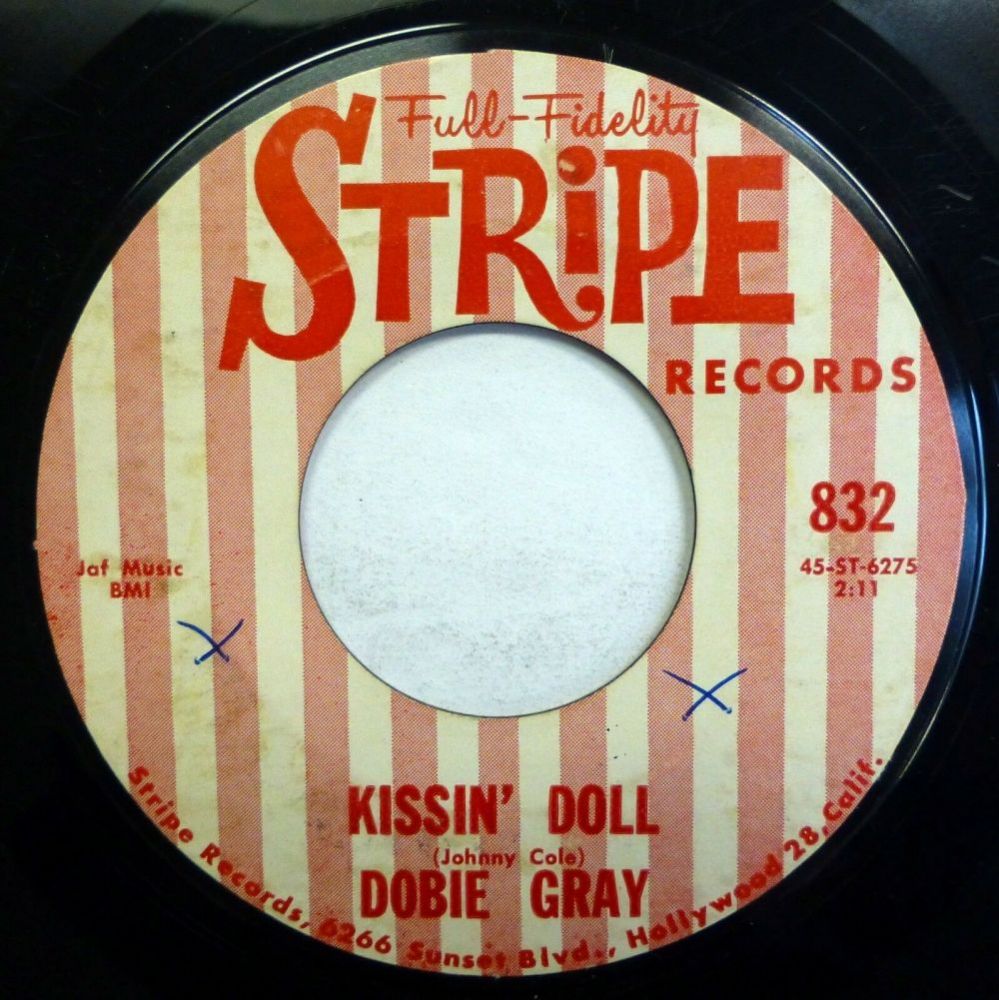 Full-Fidelity
STRiPE
RECORDS
832
45-ST-6275
2:11
Jaf Music
BMI
KISSIN' DOLL
(Johnny Cole)
DOBIE GRAY
Stripe Records, 6266 Sunset Blvd., Hollywood 28, Calif.